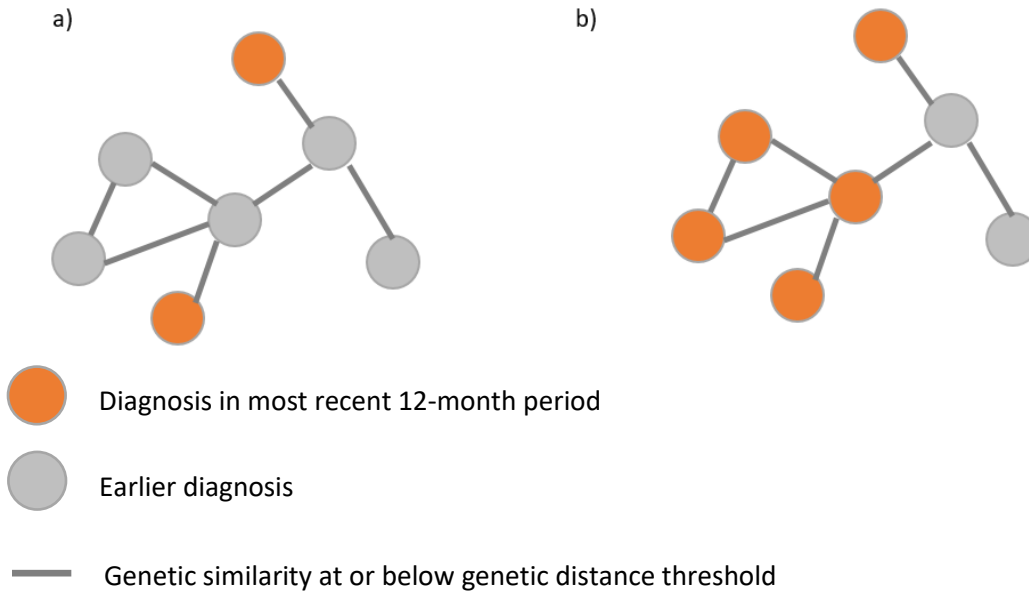 a)
b)
Diagnosis in most recent 12-month period
Earlier diagnosis
Genetic similarity at or below genetic distance threshold